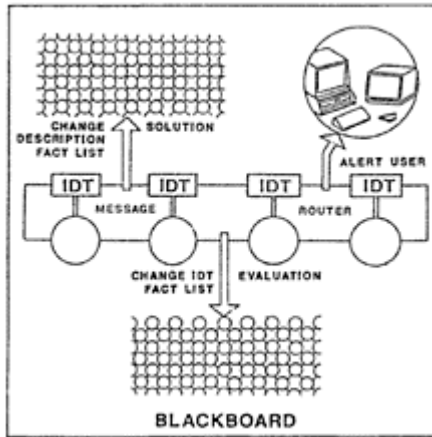 CHANGE DESCRIPTION FACT LIST
SOLUTION
ALERT USER
IDT
IDT
IDT
IDT
MESSAGE
ROUTER
CHANGE IDT FACT LIST
EVALUATION
BLACKBOARD